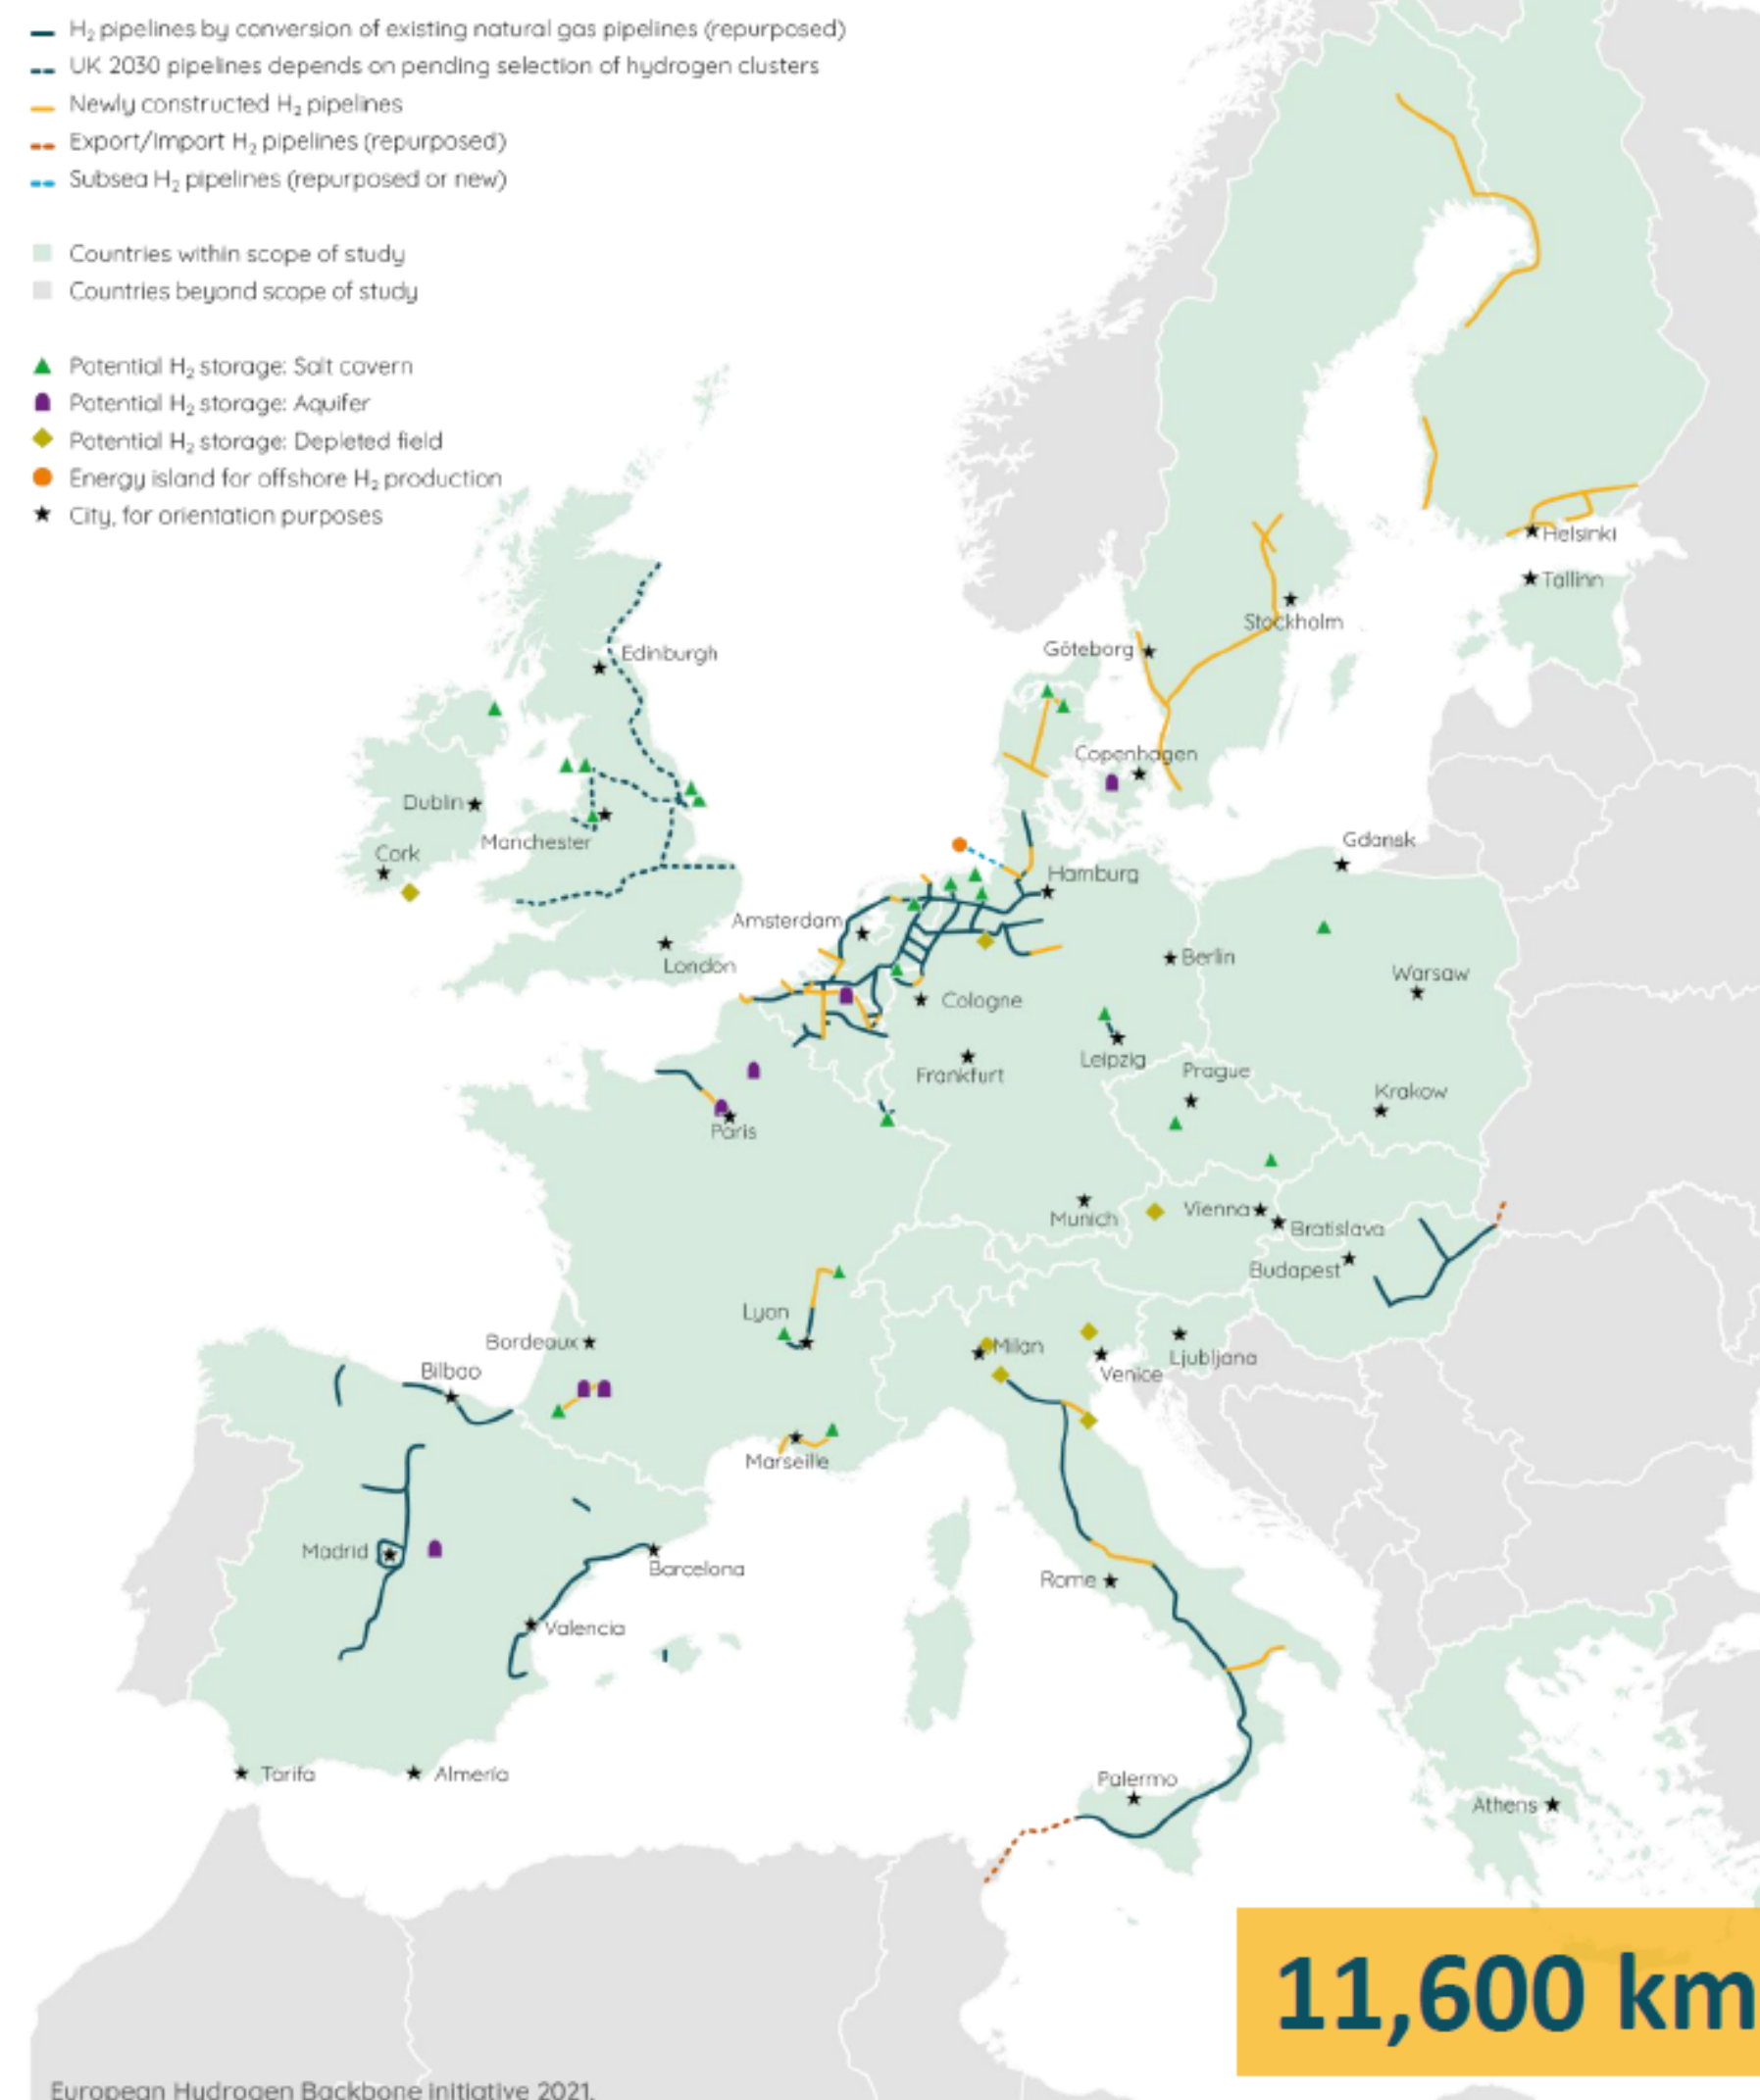 H₂ pipelines by conversion of existing natural gas pipelines (repurposed)
UK 2030 pipelines depends on pending selection of hydrogen clusters
Newly constructed H₂ pipelines
Export/Import H₂ pipelines (repurposed)
Subsea H₂ pipelines (repurposed or new)
Countries within scope of study
Countries beyond scope of study
Potential H₂ storage: Salt cavern
Potential H₂ storage: Aquifer
Potential H₂ storage: Depleted field
Energy island for offshore H₂ production
City, for orientation purposes
Helsinki
Tallinn
Stockholm
Göteborg
Edinburgh
Copenhagen
Dublin
Manchester
Gdansk
Cork
Hamburg
Amsterdam
Berlin
London
Warsaw
Cologne
Leipzig
Frankfurt
Prague
Krakow
Paris
Munich
Vienna
Bratislava
Budapest
Lyon
Bordeaux
Milan
Ljubljana
Bilbao
Venice
Marseille
Madrid
Barcelona
Rome
Valencia
Tarifa
Almería
Palermo
Athens
11,600 km
European Hydrogen Backbone initiative 2021,